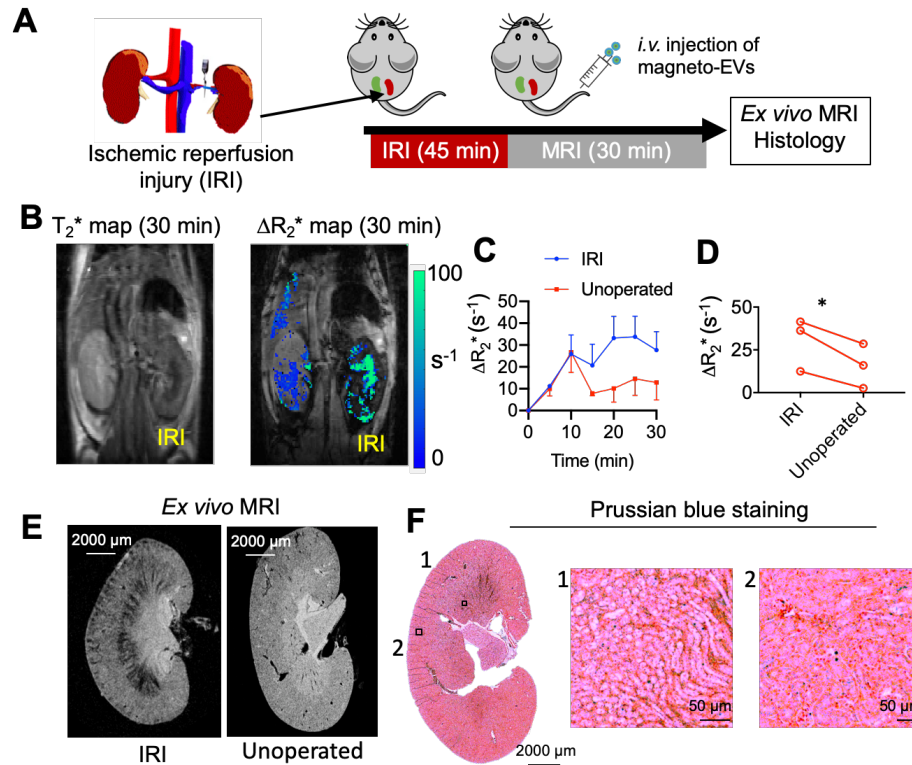 A
Ischemic reperfusion
injury (IRI)
i.v. injection of
magneto-EVs
IRI (45 min)
MRI (30 min)
Ex vivo MRI
Histology
B
T₂* map (30 min)
ΔR₂* map (30 min)
IRI
IRI
100
s⁻¹
0
C
IRI
Unoperated
ΔR₂* (s⁻¹)
50
40
30
20
10
0
0 10 20 30
Time (min)
D
*
ΔR₂* (s⁻¹)
50
25
0
IRI
Unoperated
E
Ex vivo MRI
2000 µm
2000 µm
IRI
Unoperated
F
Prussian blue staining
1
2
2000 µm
1
50 µm
2
50 µm